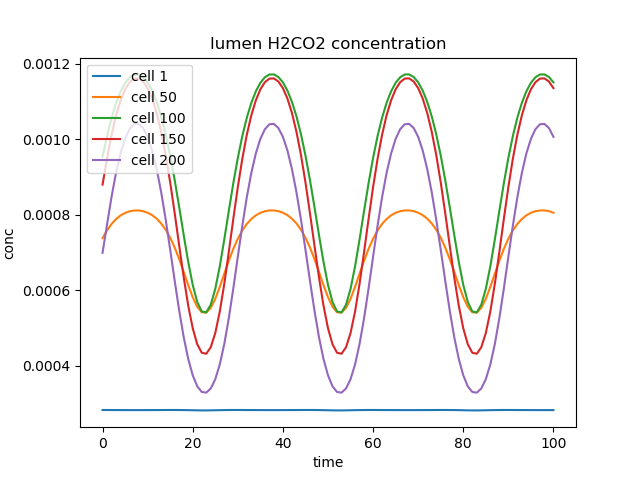 lumen H2CO2 concentration
cell 1
cell 50
cell 100
cell 150
cell 200
conc
0.0012
0.0010
0.0008
0.0006
0.0004
0 20 40 60 80 100
time